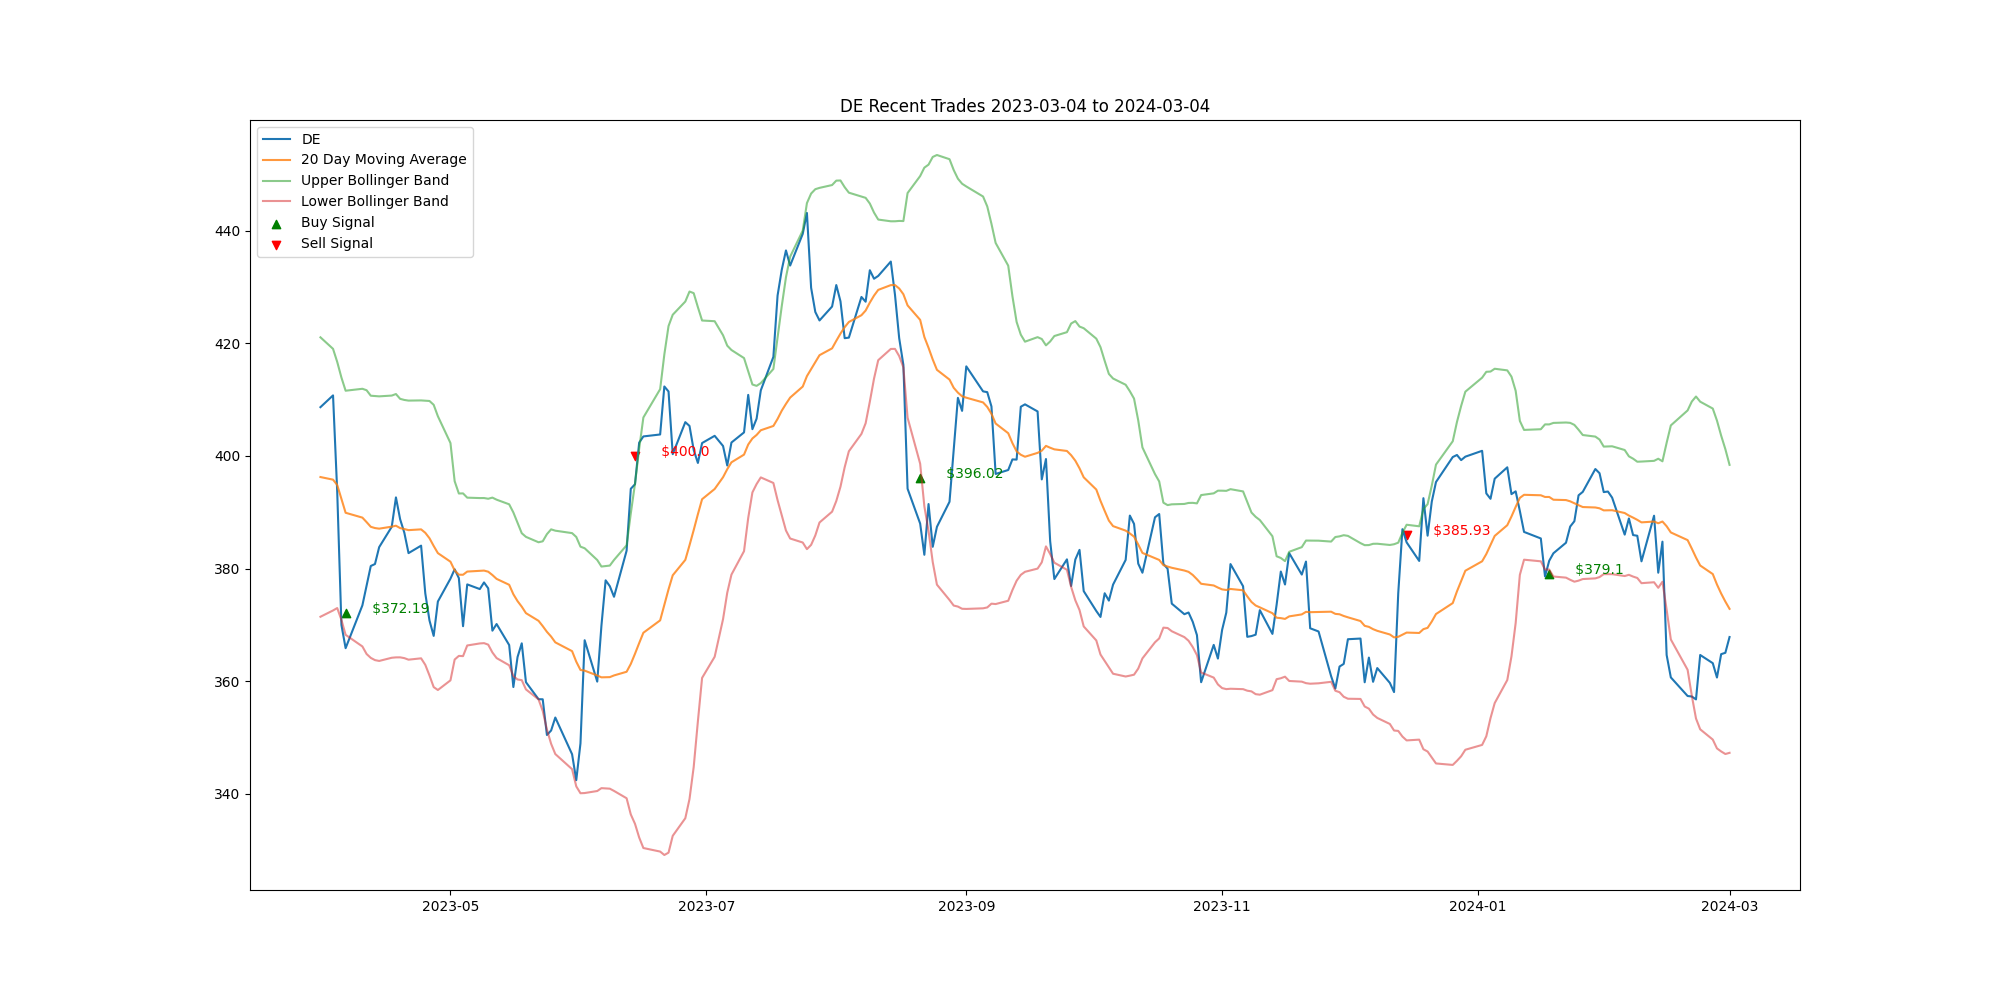 DE Recent Trades 2023-03-04 to 2024-03-04
DE
20 Day Moving Average
Upper Bollinger Band
Lower Bollinger Band
Buy Signal
Sell Signal
440
420
400
380
360
340
$372.19
$400.0
$396.02
$385.93
$379.1
2023-05
2023-07
2023-09
2023-11
2024-01
2024-03